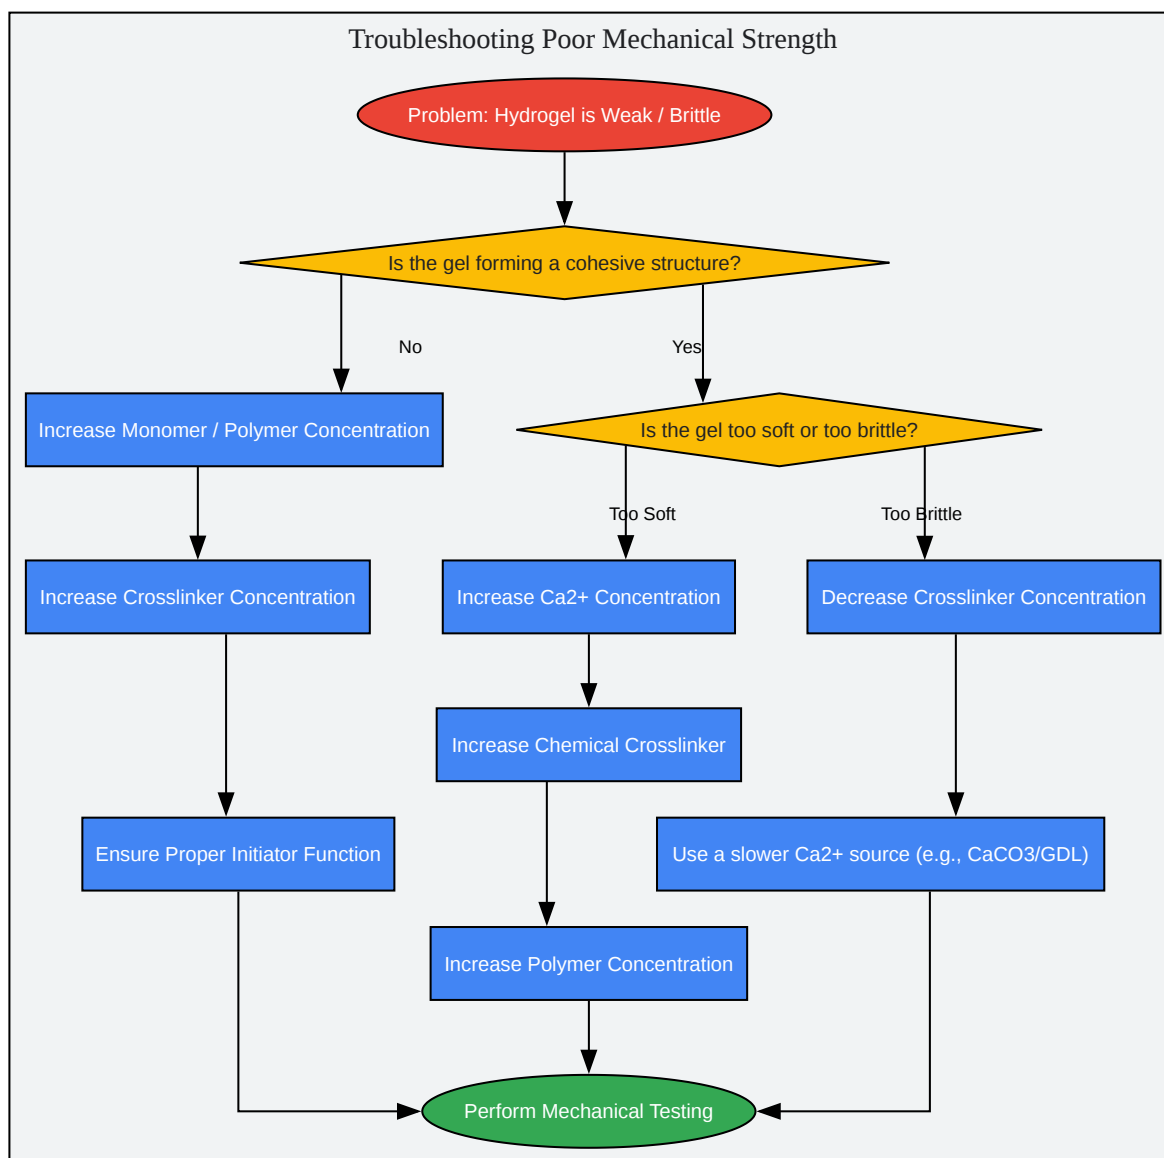 Troubleshooting Poor Mechanical Strength
Problem: Hydrogel is Weak / Brittle
Is the gel forming a cohesive structure?
No
Yes
Increase Monomer / Polymer Concentration
Is the gel too soft or too brittle?
Too Soft
Too Brittle
Increase Crosslinker Concentration
Increase Ca2+ Concentration
Decrease Crosslinker Concentration
Increase Chemical Crosslinker
Ensure Proper Initiator Function
Use a slower Ca2+ source (e.g., CaCO3/GDL)
Increase Polymer Concentration
Perform Mechanical Testing